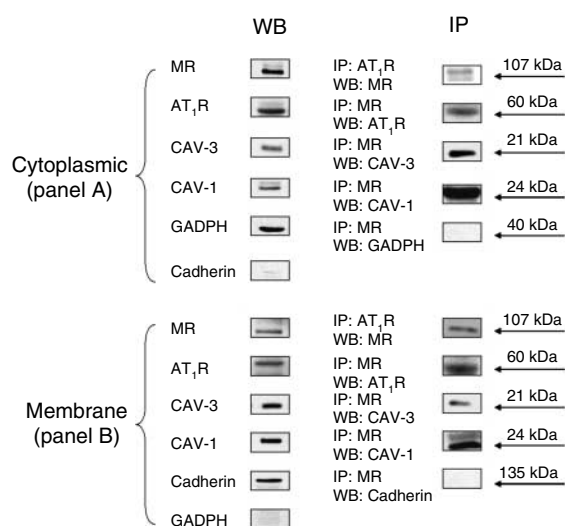 WB IP
MR IP: AT₁R 107 kDa
WB: MR
AT₁R IP: MR 60 kDa
WB: AT₁R
CAV-3 IP: MR 21 kDa
WB: CAV-3
Cytoplasmic
(panel A)
CAV-1 IP: MR 24 kDa
WB: CAV-1
GADPH IP: MR 40 kDa
WB: GADPH
Cadherin
MR IP: AT₁R 107 kDa
WB: MR
AT₁R IP: MR 60 kDa
WB: AT₁R
CAV-3 IP: MR 21 kDa
WB: CAV-3
Membrane
(panel B)
CAV-1 IP: MR 24 kDa
WB: CAV-1
Cadherin IP: MR 135 kDa
WB: Cadherin
GADPH